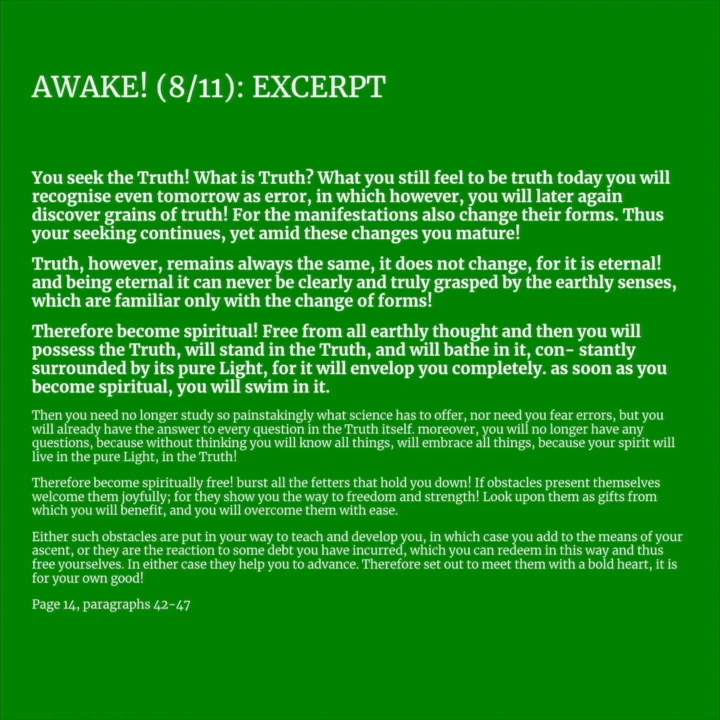 AWAKE! (8/11): EXCERPT
You seek the Truth! What is Truth? What you still feel to be truth today you will
recognise even tomorrow as error, in which however, you will later again
discover grains of truth! For the manifestations also change their forms. Thus
your seeking continues, yet amid these changes you mature!
Truth, however, remains always the same, it does not change, for it is eternal!
and being eternal it can never be clearly and truly grasped by the earthly senses,
which are familiar only with the change of forms!
Therefore become spiritual! Free from all earthly thought and then you will
possess the Truth, will stand in the Truth, and will bathe in it, con- stantly
surrounded by its pure Light, for it will envelop you completely. as soon as you
become spiritual, you will swim in it.
Then you need no longer study so painstakingly what science has to offer, nor need you fear errors, but you
will already have the answer to every question in the Truth itself. moreover, you will no longer have any
questions, because without thinking you will know all things, will embrace all things, because your spirit will
live in the pure Light, in the Truth!
Therefore become spiritually free! burst all the fetters that hold you down! If obstacles present themselves
welcome them joyfully; for they show you the way to freedom and strength! Look upon them as gifts from
which you will benefit, and you will overcome them with ease.
Either such obstacles are put in your way to teach and develop you, in which case you add to the means of your
ascent, or they are the reaction to some debt you have incurred, which you can redeem in this way and thus
free yourselves. In either case they help you to advance. Therefore set out to meet them with a bold heart, it is
for your own good!
Page 14, paragraphs 42-47